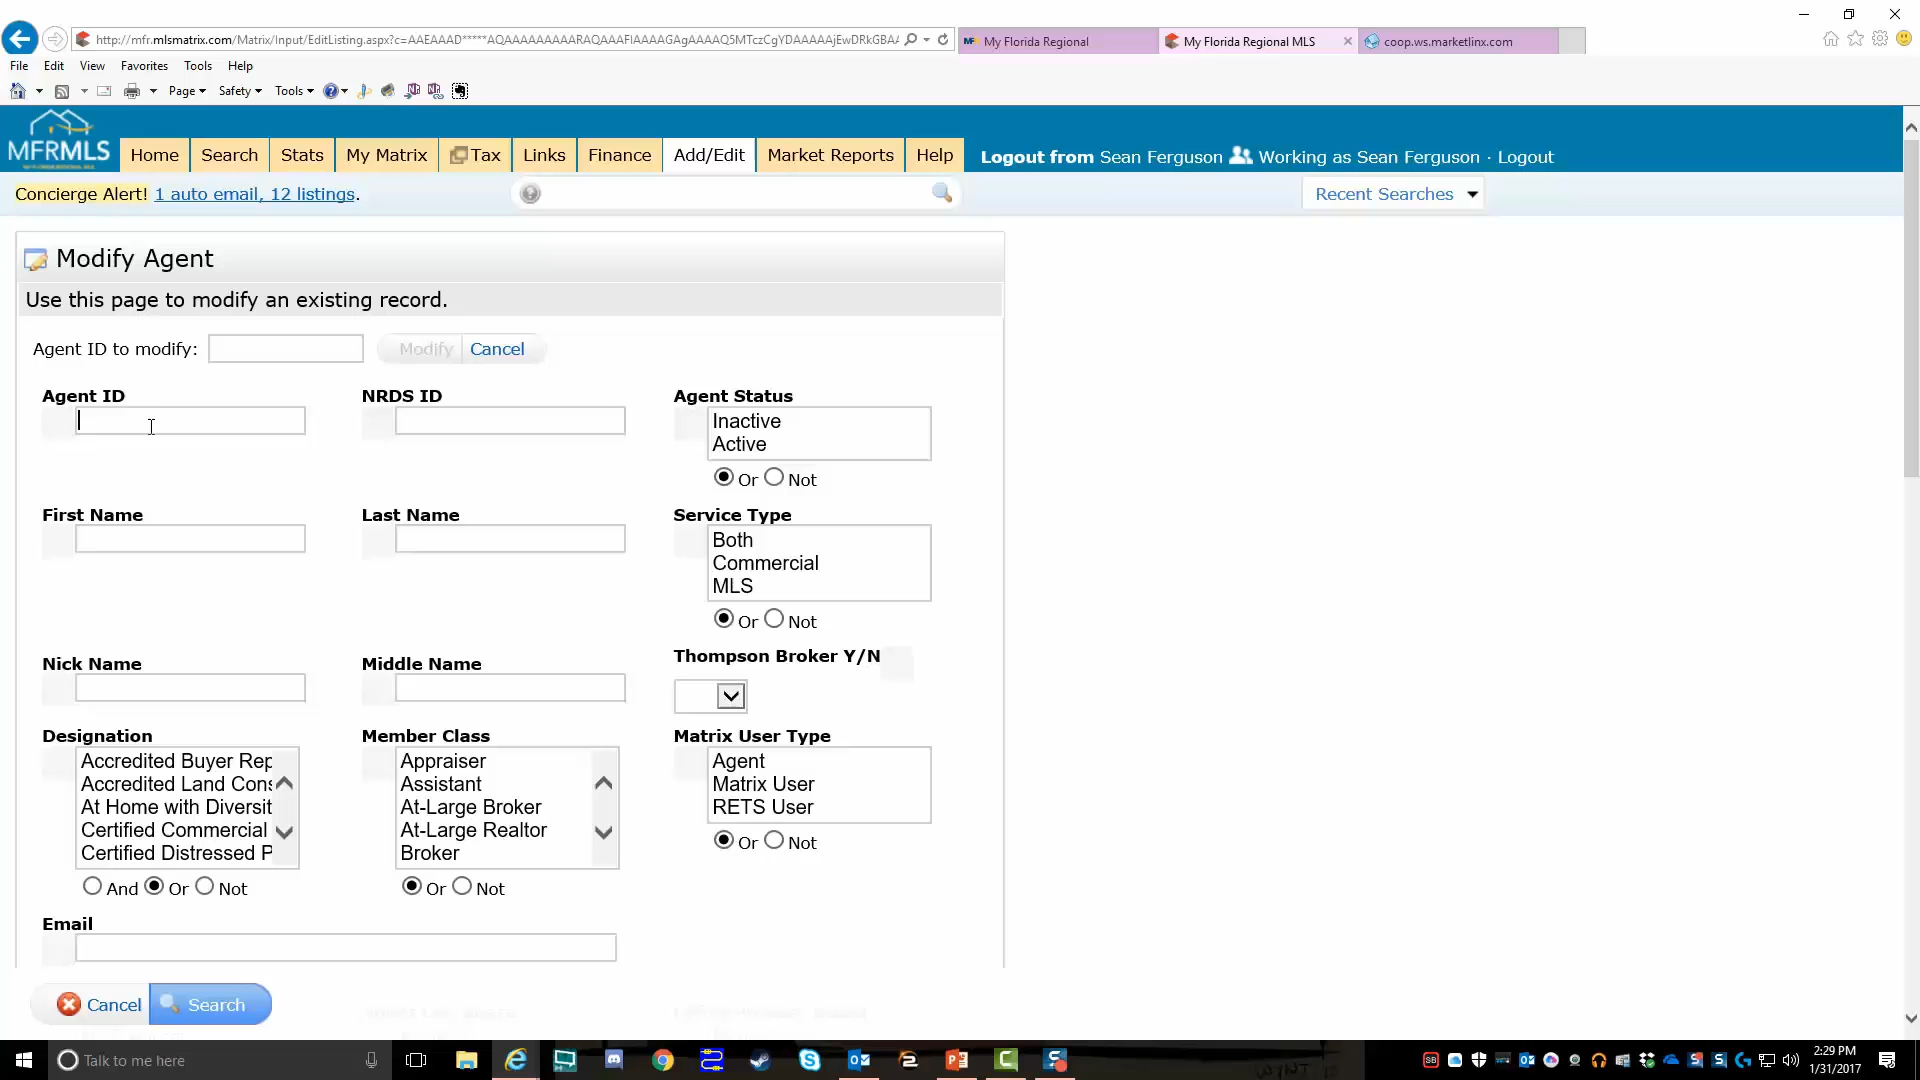 http://mfr.mlsmatrix.com/Matrix/Input/EditListing.aspx?c=AAEAAAD*****AQAAAAAAAAARAQAAAFIAAAAGAgAAAAQ5MTczCgYDAAAAAjEwDRkGBAA
My Florida Regional
My Florida Regional MLS
coop.ws.marketlinx.com
File Edit View Favorites Tools Help
Page Safety Tools
MFRMLS
Home Search Stats My Matrix Tax Links Finance Add/Edit Market Reports Help
Logout from Sean Ferguson Working as Sean Ferguson · Logout
Concierge Alert! 1 auto email, 12 listings.
Recent Searches
Modify Agent
Use this page to modify an existing record.
Agent ID to modify: Modify Cancel
Agent ID NRDS ID Agent Status
Inactive
Active
Or Not
First Name Last Name Service Type
Both
Commercial
MLS
Or Not
Nick Name Middle Name Thompson Broker Y/N
Designation Member Class Matrix User Type
Accredited Buyer Rep Appraiser Agent
Accredited Land Cons Assistant Matrix User
At Home with Diversit At-Large Broker RETS User
Certified Commercial At-Large Realtor Or Not
Certified Distressed P Broker
And Or Not Or Not
Email
Cancel Search
Talk to me here
2:29 PM
1/31/2017